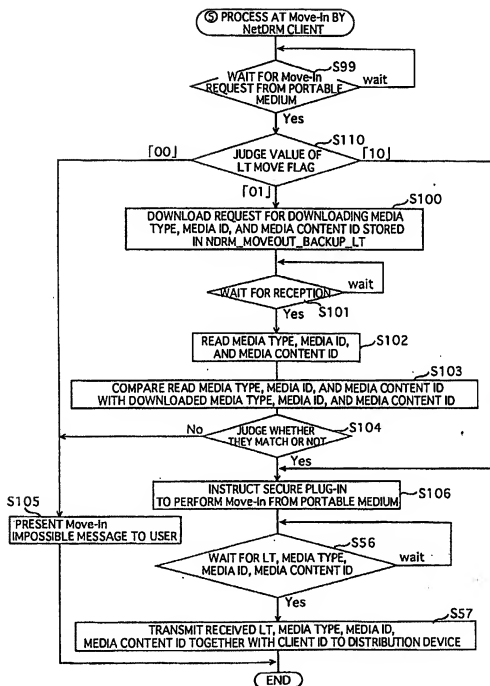 Ⓢ PROCESS AT Move-In BY
NetDRM CLIENT
S99
WAIT FOR Move-In
REQUEST FROM PORTABLE
MEDIUM
wait
Yes
S110
「00」
JUDGE VALUE OF
LT MOVE FLAG
「10」
「01」
S100
DOWNLOAD REQUEST FOR DOWNLOADING MEDIA
TYPE, MEDIA ID, AND MEDIA CONTENT ID STORED
IN NDRM_MOVEOUT_BACKUP_LT
wait
WAIT FOR RECEPTION
S101
Yes
S102
READ MEDIA TYPE, MEDIA ID,
AND MEDIA CONTENT ID
S103
COMPARE READ MEDIA TYPE, MEDIA ID, AND MEDIA CONTENT ID
WITH DOWNLOADED MEDIA TYPE, MEDIA ID, AND MEDIA CONTENT ID
S104
No
JUDGE WHETHER
THEY MATCH OR NOT
Yes
S106
INSTRUCT SECURE PLUG-IN
TO PERFORM Move-In FROM PORTABLE MEDIUM
S105
PRESENT Move-In
IMPOSSIBLE MESSAGE TO USER
S56
WAIT FOR LT, MEDIA TYPE,
MEDIA ID, MEDIA CONTENT ID
wait
Yes
S57
TRANSMIT RECEIVED LT, MEDIA TYPE, MEDIA ID,
MEDIA CONTENT ID TOGETHER WITH CLIENT ID TO DISTRIBUTION DEVICE
END